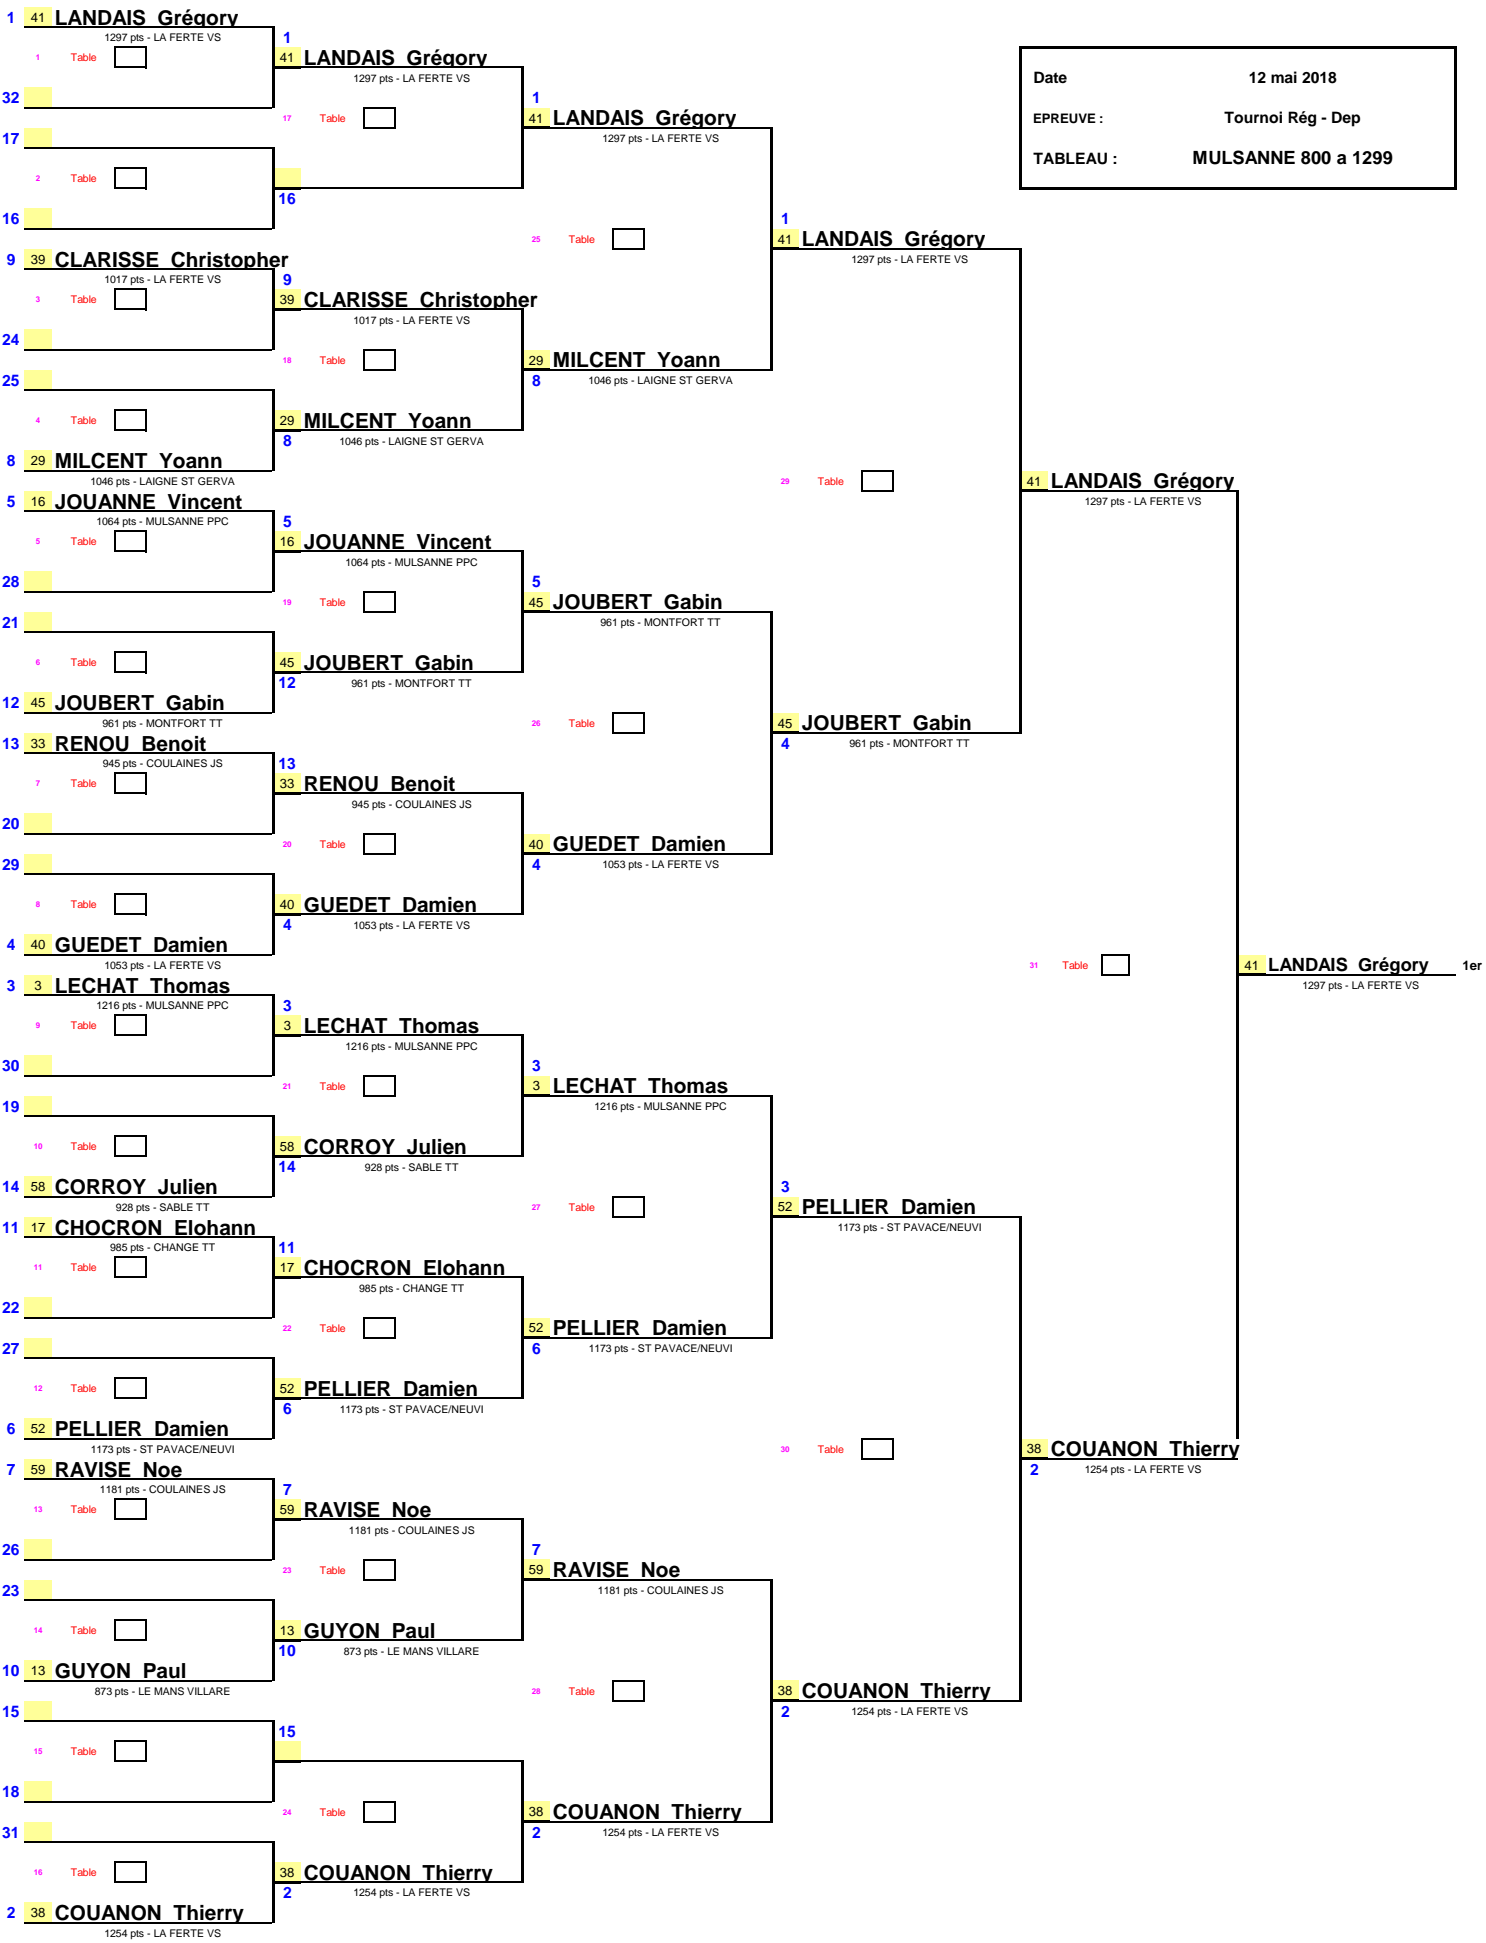 1 41 LANDAIS Grégory
1297 pts - LA FERTE VS 1
1 Table 41 LANDAIS Grégory
1297 pts - LA FERTE VS
Date 12 mai 2018
32 1
17 Table 41 LANDAIS Grégory
EPREUVE : Tournoi Rég - Dep
17 1297 pts - LA FERTE VS
TABLEAU : MULSANNE 800 a 1299
2 Table
16
16 1
25 Table 41 LANDAIS Grégory
9 39 CLARISSE Christopher 1297 pts - LA FERTE VS
1017 pts - LA FERTE VS 9
3 Table 39 CLARISSE Christopher
1017 pts - LA FERTE VS
24
18 Table 29 MILCENT Yoann
25 8 1046 pts - LAIGNE ST GERVA
4 Table 29 MILCENT Yoann
8 1046 pts - LAIGNE ST GERVA
8 29 MILCENT Yoann
1046 pts - LAIGNE ST GERVA 29 Table 41 LANDAIS Grégory
5 16 JOUANNE Vincent 1297 pts - LA FERTE VS
1064 pts - MULSANNE PPC 5
5 Table 16 JOUANNE Vincent
1064 pts - MULSANNE PPC
28 5
19 Table 45 JOUBERT Gabin
21 961 pts - MONTFORT TT
6 Table 45 JOUBERT Gabin
12 961 pts - MONTFORT TT
12 45 JOUBERT Gabin
961 pts - MONTFORT TT 26 Table 45 JOUBERT Gabin
13 33 RENOU Benoit 4 961 pts - MONTFORT TT
945 pts - COULAINES JS 13
7 Table 33 RENOU Benoit
945 pts - COULAINES JS
20
20 Table 40 GUEDET Damien
29 4 1053 pts - LA FERTE VS
8 Table 40 GUEDET Damien
4 1053 pts - LA FERTE VS
4 40 GUEDET Damien
1053 pts - LA FERTE VS 31 Table 41 LANDAIS Grégory 1er
3 3 LECHAT Thomas 1297 pts - LA FERTE VS
1216 pts - MULSANNE PPC 3
9 Table 3 LECHAT Thomas
1216 pts - MULSANNE PPC
30 3
21 Table 3 LECHAT Thomas
19 1216 pts - MULSANNE PPC
10 Table 58 CORROY Julien
14 928 pts - SABLE TT
14 58 CORROY Julien 3
928 pts - SABLE TT 27 Table 52 PELLIER Damien
11 17 CHOCRON Elohann 1173 pts - ST PAVACE/NEUVI
985 pts - CHANGE TT 11
11 Table 17 CHOCRON Elohann
985 pts - CHANGE TT
22
22 Table 52 PELLIER Damien
27 6 1173 pts - ST PAVACE/NEUVI
12 Table 52 PELLIER Damien
6 1173 pts - ST PAVACE/NEUVI
6 52 PELLIER Damien
1173 pts - ST PAVACE/NEUVI 30 Table 38 COUANON Thierry
7 59 RAVISE Noe 2 1254 pts - LA FERTE VS
1181 pts - COULAINES JS 7
13 Table 59 RAVISE Noe
1181 pts - COULAINES JS
26 7
23 Table 59 RAVISE Noe
23 1181 pts - COULAINES JS
14 Table 13 GUYON Paul
10 873 pts - LE MANS VILLARE
10 13 GUYON Paul
873 pts - LE MANS VILLARE 28 Table 38 COUANON Thierry
15 2 1254 pts - LA FERTE VS
15
15 Table
18
24 Table 38 COUANON Thierry
31 2 1254 pts - LA FERTE VS
16 Table 38 COUANON Thierry
2 1254 pts - LA FERTE VS
2 38 COUANON Thierry
1254 pts - LA FERTE VS